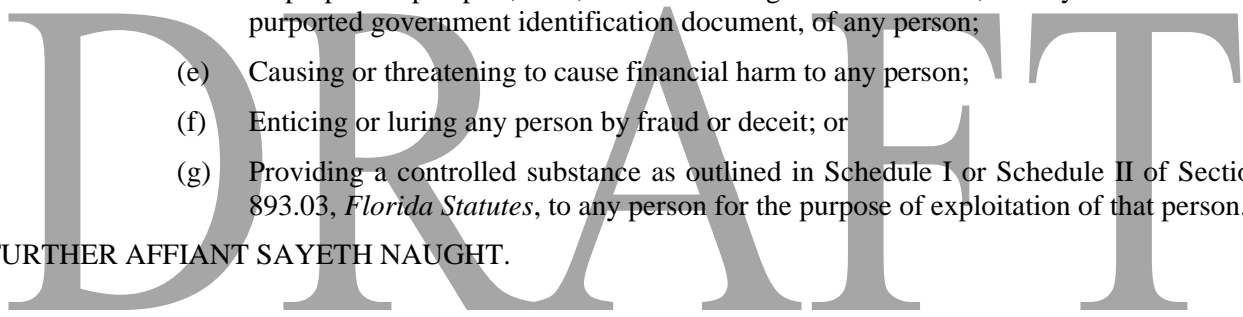 purported government identification document, of any person;
(e) Causing or threatening to cause financial harm to any person;
(f) Enticing or luring any person by fraud or deceit; or
(g) Providing a controlled substance as outlined in Schedule I or Schedule II of
893.03, Florida Statutes, to any person for the purpose of exploitation of that person.
FURTHER AFFIANT SAYETH NAUGHT.
DRAFT